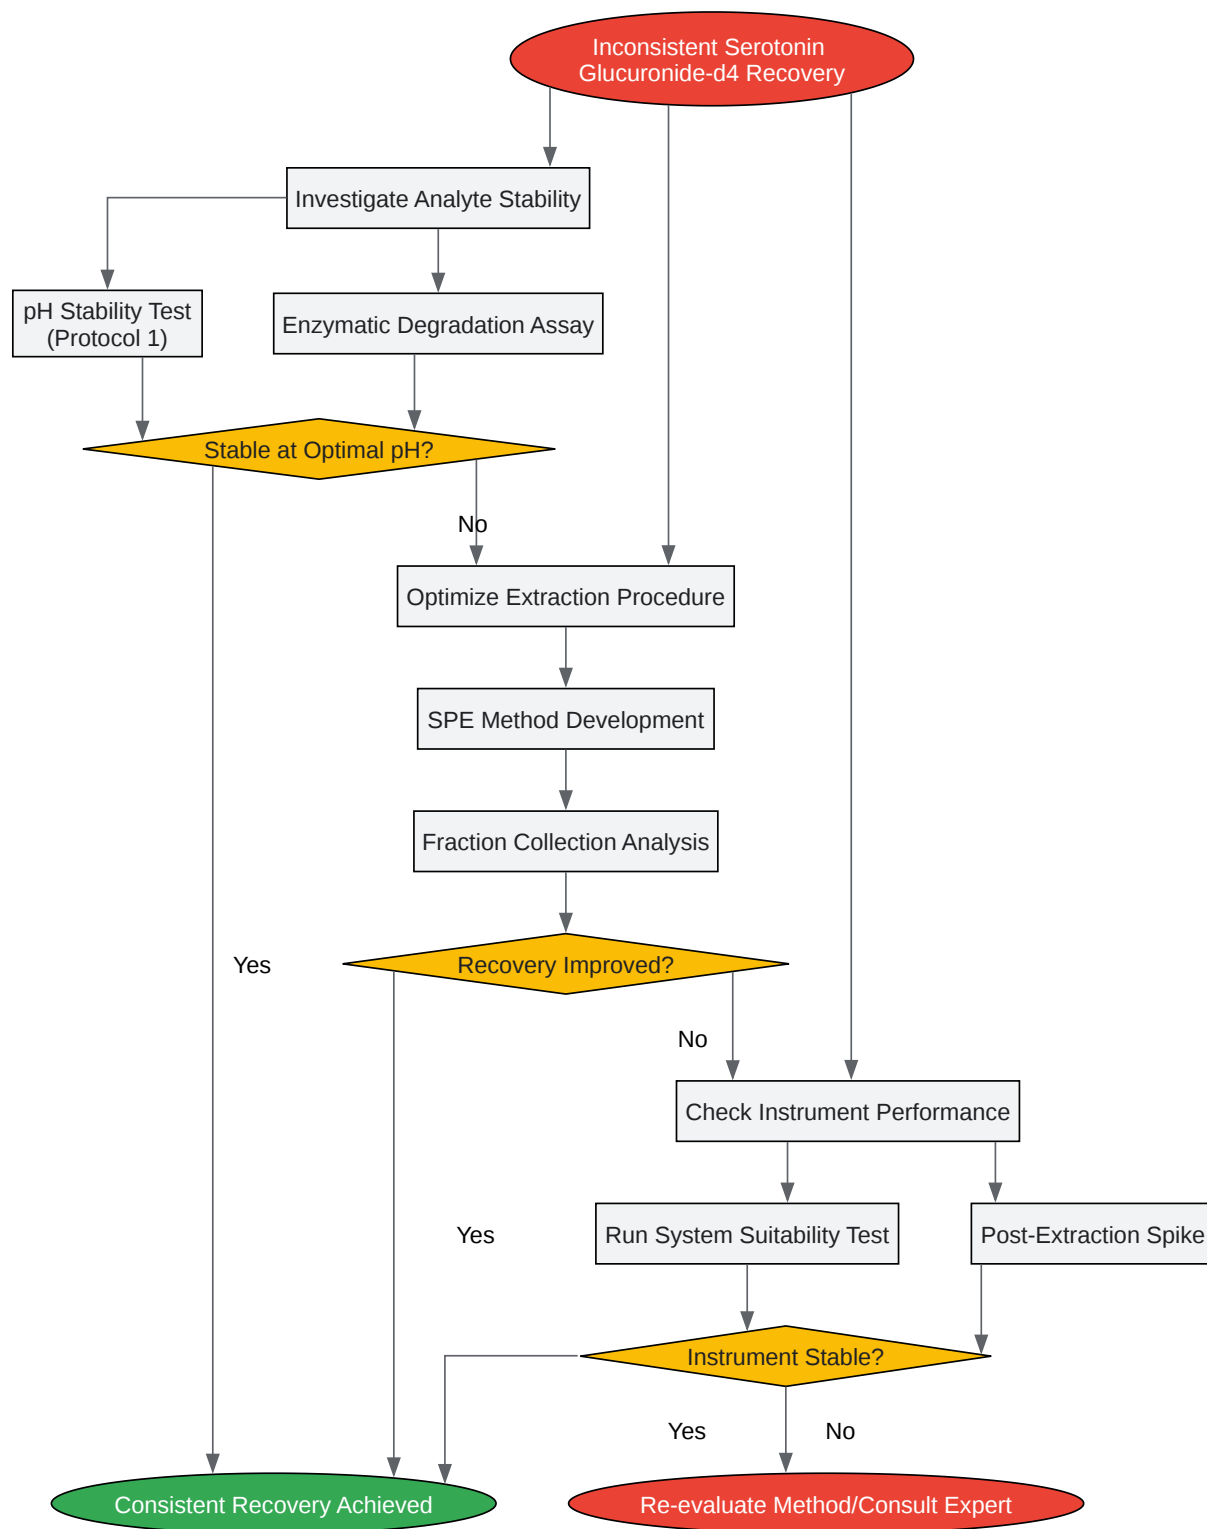 Inconsistent Serotonin
Glucuronide-d4 Recovery
Investigate Analyte Stability
pH Stability Test
(Protocol 1)
Enzymatic Degradation Assay
Stable at Optimal pH?
No
Optimize Extraction Procedure
SPE Method Development
Fraction Collection Analysis
Yes
Recovery Improved?
No
Check Instrument Performance
Yes
Run System Suitability Test
Post-Extraction Spike
Instrument Stable?
Yes
No
Consistent Recovery Achieved
Re-evaluate Method/Consult Expert